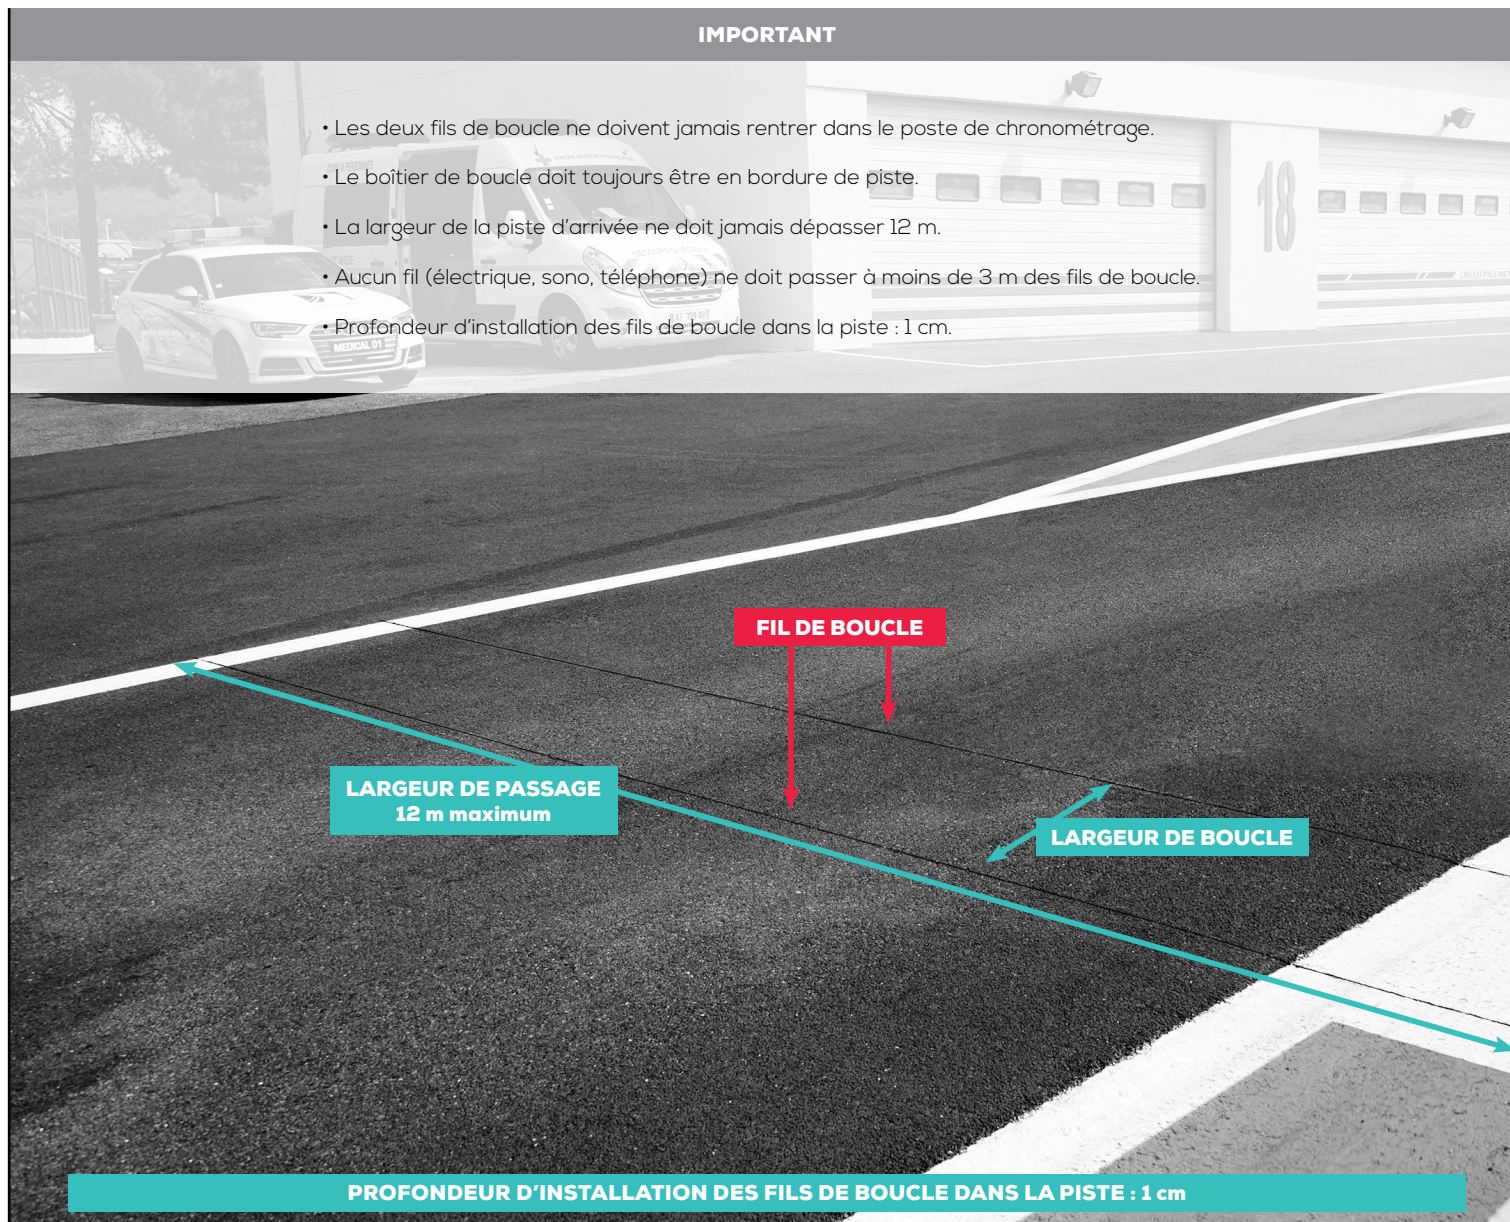 IMPORTANT
• Les deux fils de boucle ne doivent jamais rentrer dans le poste de chronométrage.
• Le boîtier de boucle doit toujours être en bordure de piste.
• La largeur de la piste d'arrivée ne doit jamais dépasser 12 m.
• Aucun fil (électrique, sono, téléphone) ne doit passer à moins de 3 m des fils de boucle.
• Profondeur d'installation des fils de boucle dans la piste : 1 cm.
18
MEDICAL 01
FIL DE BOUCLE
LARGEUR DE PASSAGE
12 m maximum
LARGEUR DE BOUCLE
PROFONDEUR D'INSTALLATION DES FILS DE BOUCLE DANS LA PISTE : 1 cm